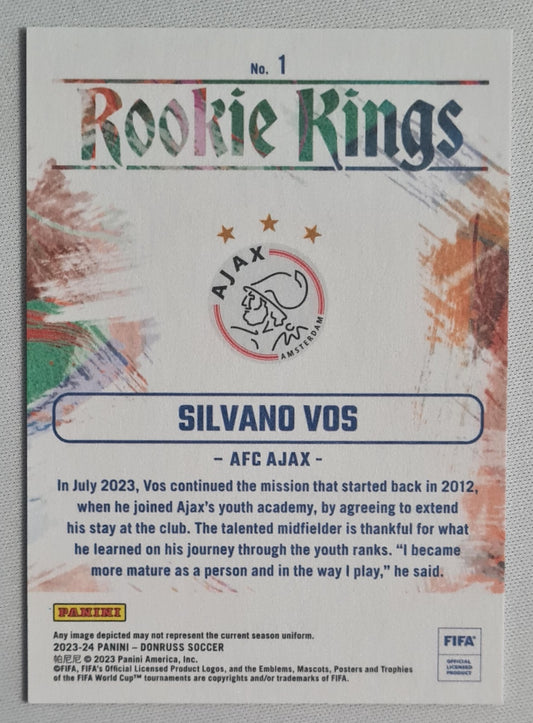 No. 1
Rookie Kings
AJAX
AMSTERDAM
SILVANO VOS
- AFC AJAX -
In July 2023, Vos continued the mission that started back in 2012,
when he joined Ajax's youth academy, by agreeing to extend
his stay at the club. The talented midfielder is thankful for what
he learned on his journey through the youth ranks. “I became
more mature as a person and in the way I play,” he said.
PANINI
Any image depicted may not represent the current season uniform.
2023-24 PANINI – DONRUSS SOCCER
帕尼尼 © 2023 Panini America, Inc.
©FIFA, FIFA's Official Licensed Product Logos, and the Emblems, Mascots, Posters and Trophies
of the FIFA World Cup™ tournaments are copyrights and/or trademarks of FIFA.
FIFA®
OFFICIAL
LICENSED
PRODUCT